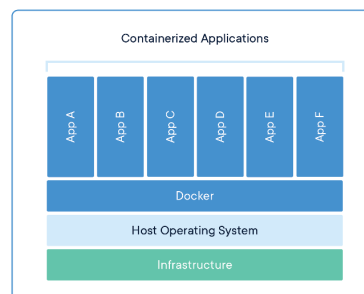 Containerized Applications
App A
App B
App C
App D
App E
App F
Docker
Host Operating System
Infrastructure